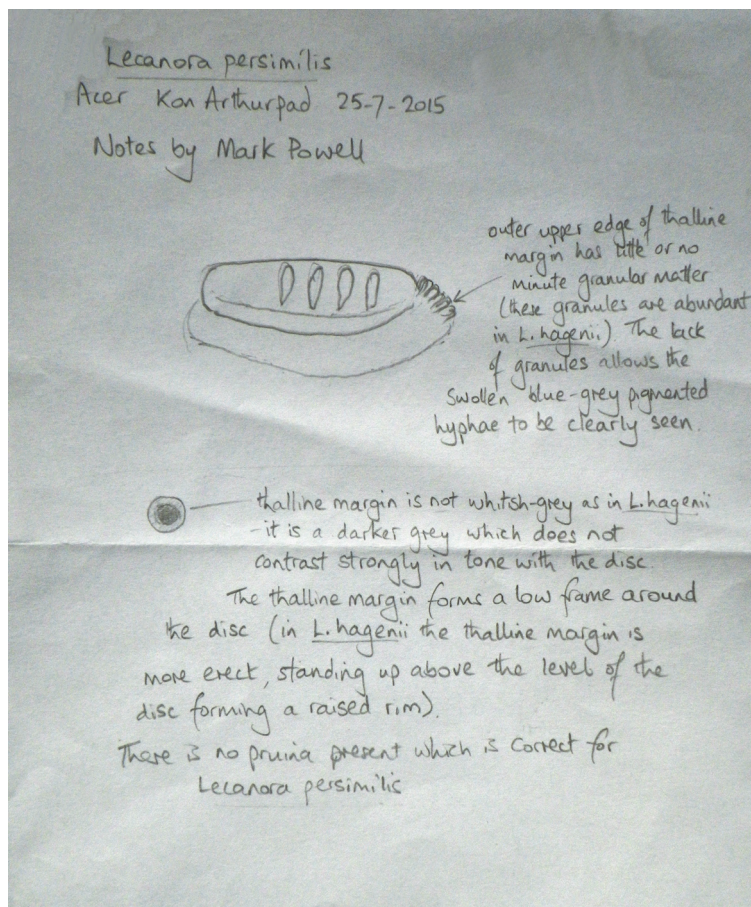 Lecanora persimilis
Acer Kon Arthurpad 25-7-2015
Notes by Mark Powell
outer upper edge of thalline
margin has little or no
minute granular matter
(these granules are abundant
in L. hagenii.) The lack
of granules allows the
swollen blue-grey pigmented
hyphae to be clearly seen.
thalline margin is not whitsh-grey as in L. hagenii
-it is a darker grey which does not
contrast strongly in tone with the disc.
The thalline margin forms a low frame around
the disc (in L. hagenii the thalline margin is
more erect, standing up above the level of the
disc forming a raised rim).
There is no pruina present which is correct for
Lecanora persimilis